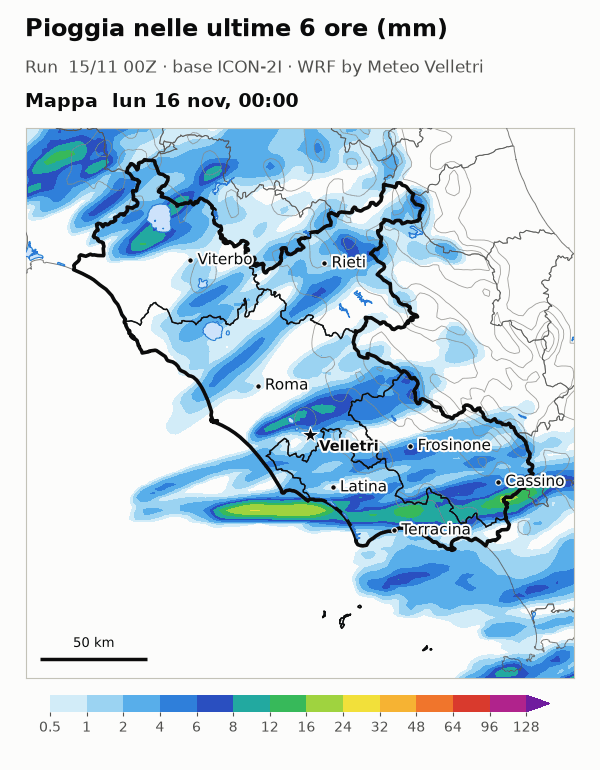 Pioggia nelle ultime 6 ore (mm)
Run  15/11 00Z · base ICON-2I · WRF by Meteo Velletri
Mappa  lun 16 nov, 00:00
Viterbo
Rieti
Roma
Velletri
Frosinone
Latina
Cassino
Terracina
50 km
0.5 1 2 4 6 8 12 16 24 32 48 64 96 128